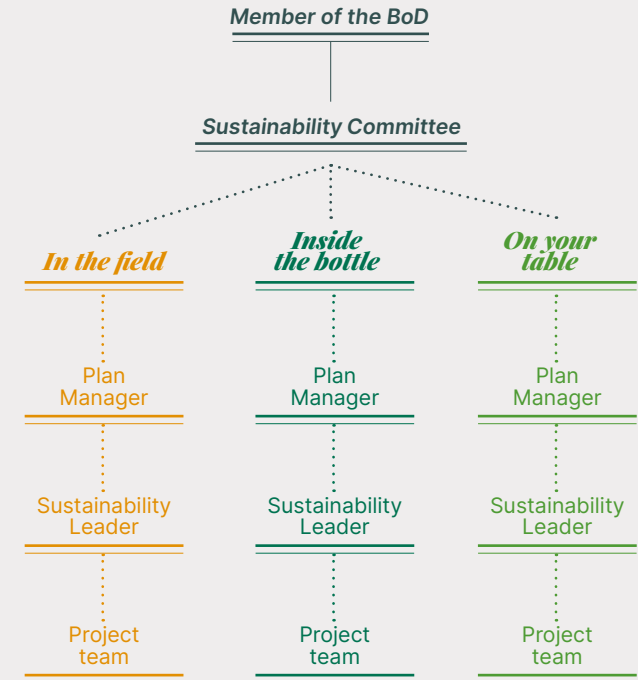 Member of the BoD
Sustainability Committee
In the field
Inside
the bottle
On your
table
Plan
Manager
Plan
Manager
Plan
Manager
Sustainability
Leader
Sustainability
Leader
Sustainability
Leader
Project
team
Project
team
Project
team